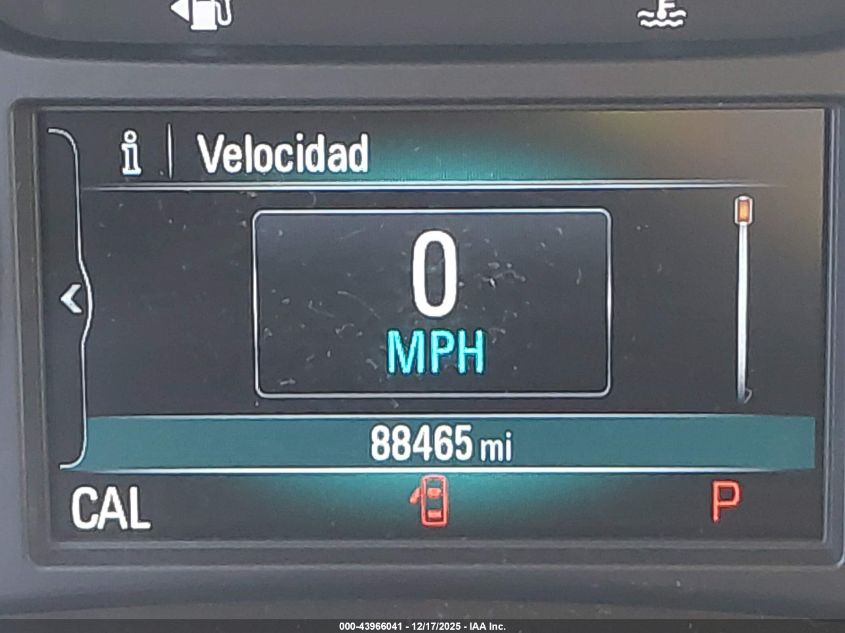 i Velocidad
0
MPH
88465 mi
CAL P
000-43966041 - 12/17/2025 - IAA Inc.